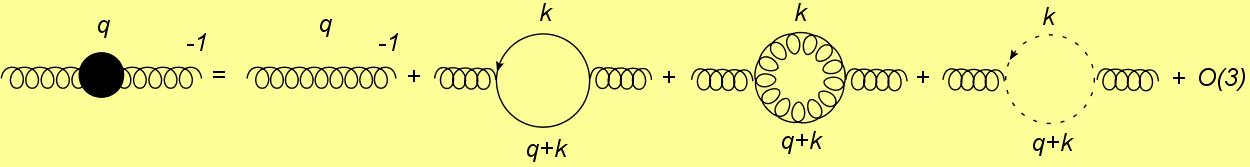 q -1 = q -1 + k q+k + k q+k + k q+k + O(3)